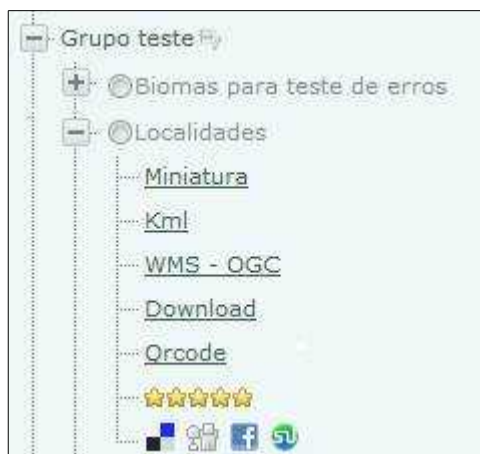 Grupo teste
Biomas para teste de erros
Localidades
Miniatura
Kml
WMS - OGC
Download
Qrcode